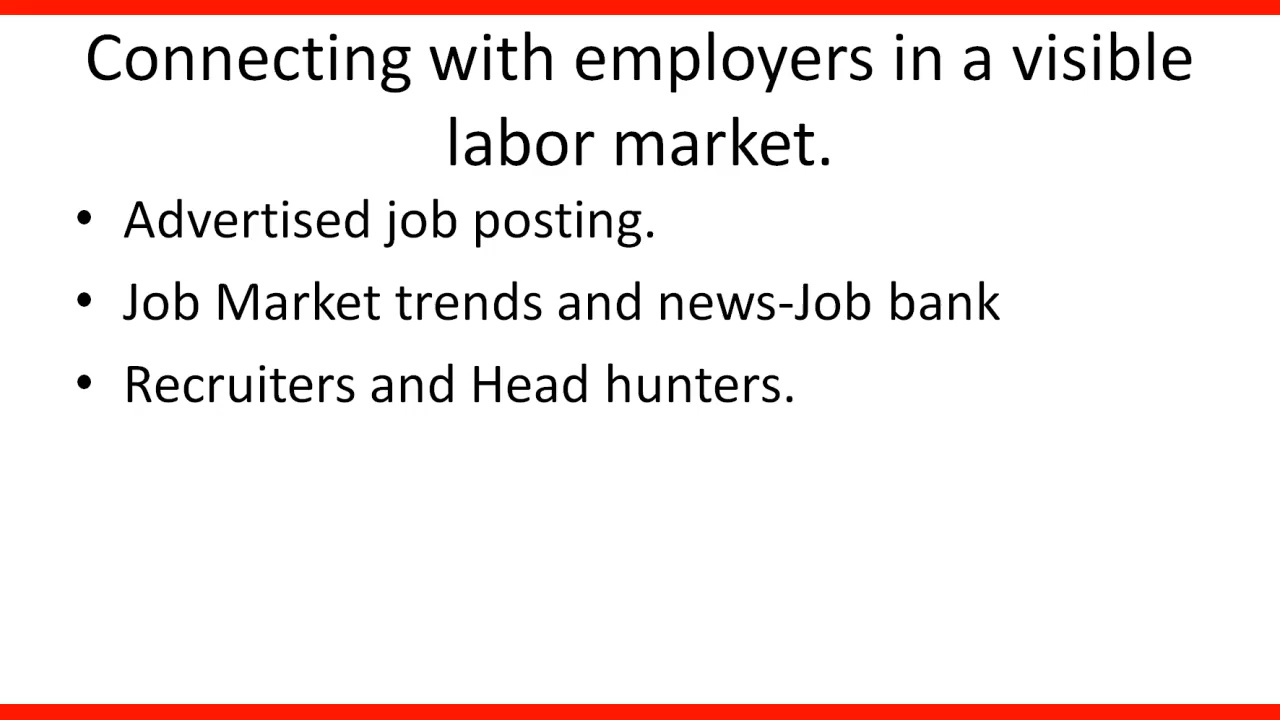 Connecting with employers in a visible
labor market.
• Advertised job posting.
• Job Market trends and news-Job bank
• Recruiters and Head hunters.